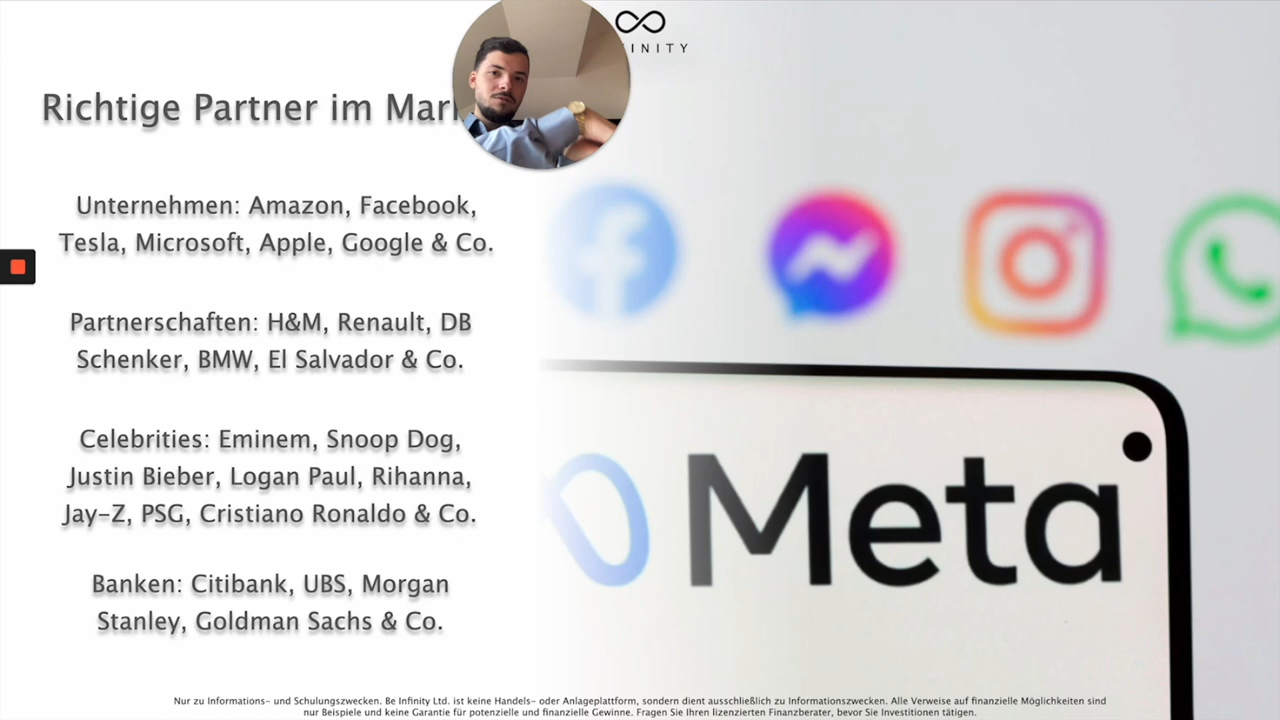 Richtige Partner im
Unternehmen: Amazon, Facebook,
Tesla, Microsoft, Apple, Google & Co.
Partnerschaften: H&M, Renault, DB
Schenker, BMW, El Salvador & Co.
Celebrities: Eminem, Snoop Dog,
Justin Bieber, Logan Paul, Rihanna,
Jay-Z, PSG, Cristiano Ronaldo & Co.
Banken: Citibank, UBS, Morgan
Stanley, Goldman Sachs & Co.
Meta
Nur zu Informations- und Schulungszwecken. Be Infinity Ltd. ist keine Handels- oder Anlageplattform, sondern dient ausschließlich zu Informationszwecken. Alle Verweise auf finanzielle Möglichkeiten sind
nur Beispiele und keine Garantie für potenzielle und finanzielle Gewinne. Fragen Sie Ihren lizenzierten Finanzberater, bevor Sie Investitionen tätigen.